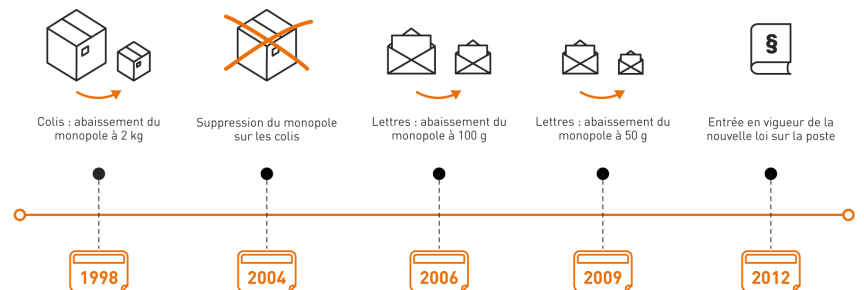 §
Colis : abaissement du
monopole à 2 kg
Suppression du monopole
sur les colis
Lettres : abaissement du
monopole à 100 g
Lettres : abaissement du
monopole à 50 g
Entrée en vigueur de la
nouvelle loi sur la poste
1998
2004
2006
2009
2012